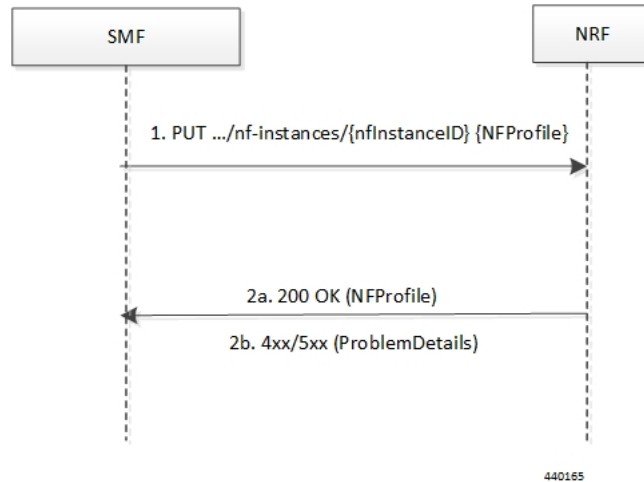 SMF
NRF
1. PUT .../nf-instances/{nfInstanceID} {NFProfile}
2a. 200 OK (NFProfile)
2b. 4xx/5xx (ProblemDetails)
440165